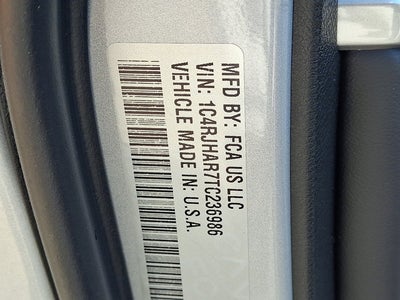 MFD BY: FCA US LLC
VIN: 1C4RJHAR7TC236986
VEHICLE MADE IN: U.S.A.